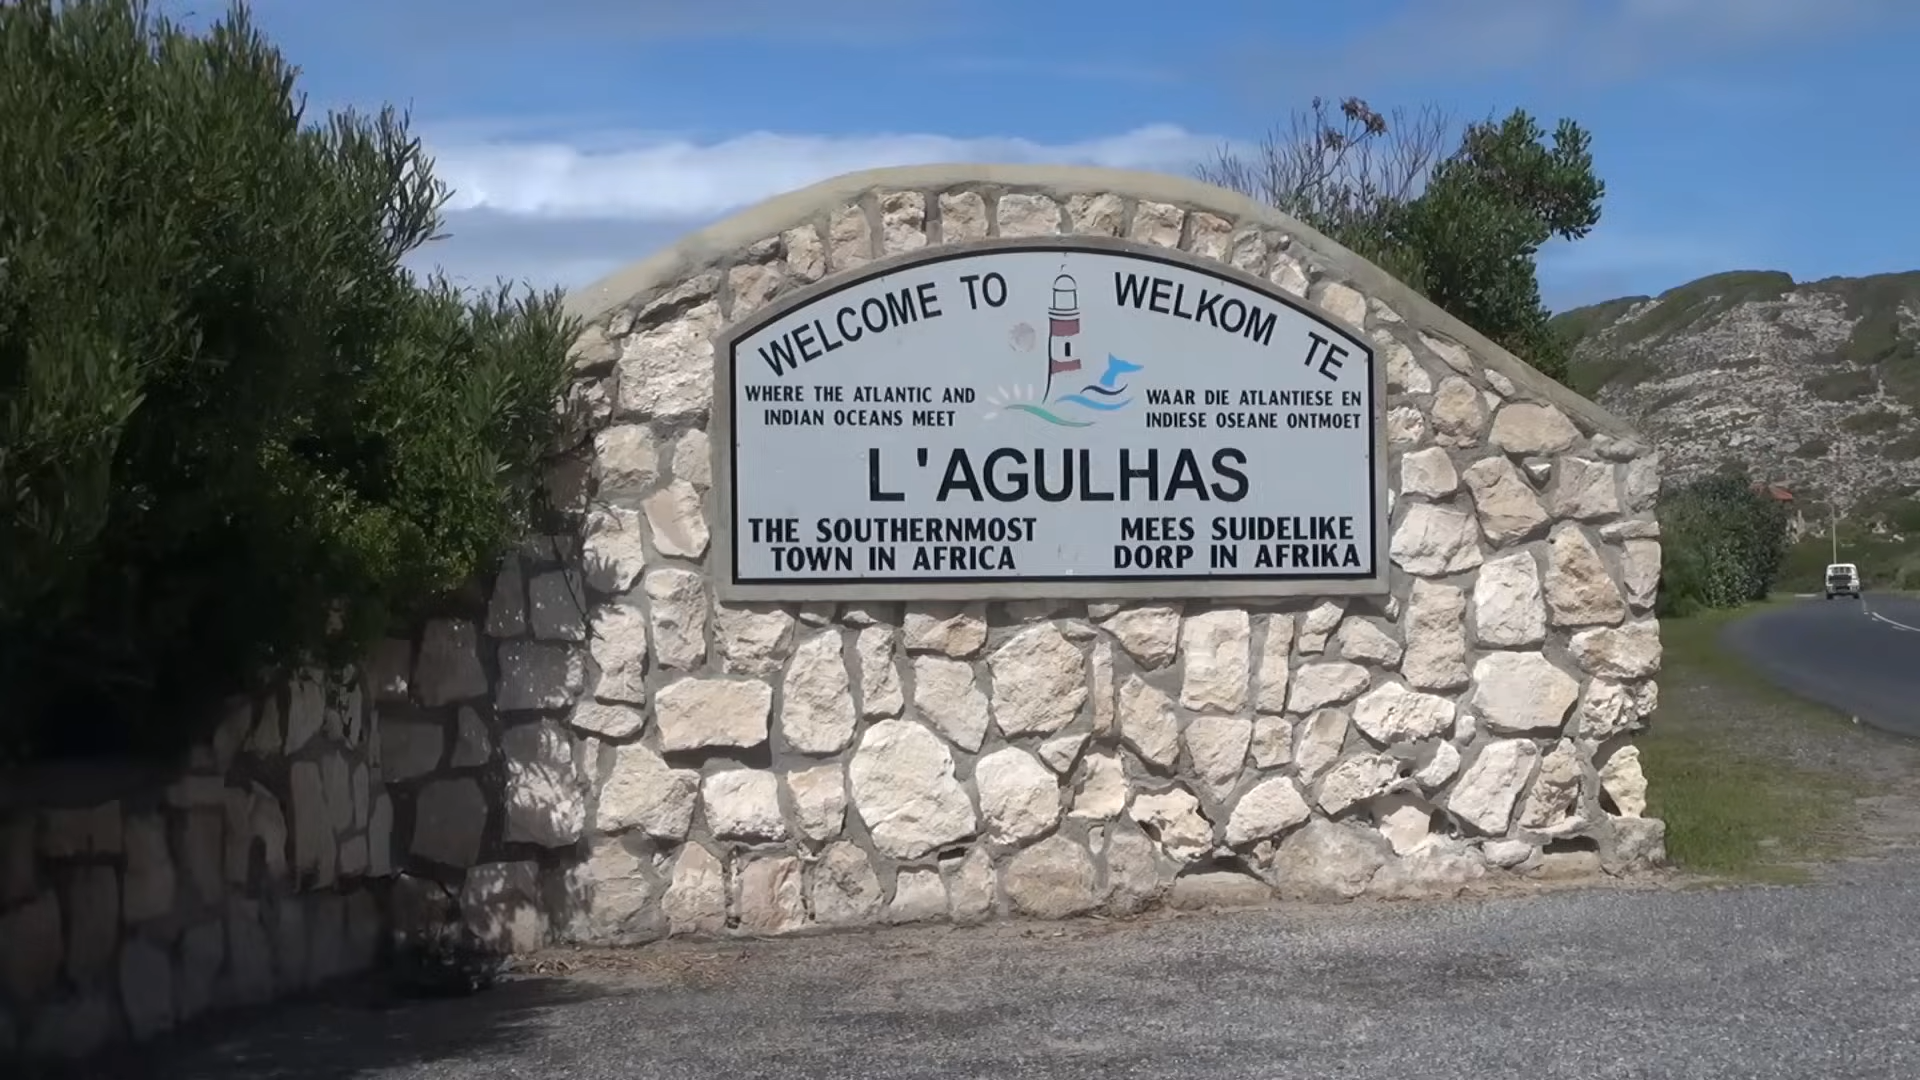 WELCOME TO
WELKOM TE
WHERE THE ATLANTIC AND
INDIAN OCEANS MEET
WAAR DIE ATLANTIESE EN
INDIESE OSEANE ONTMOET
L'AGULHAS
THE SOUTHERNMOST
TOWN IN AFRICA
MEES SUIDELIKE
DORP IN AFRIKA